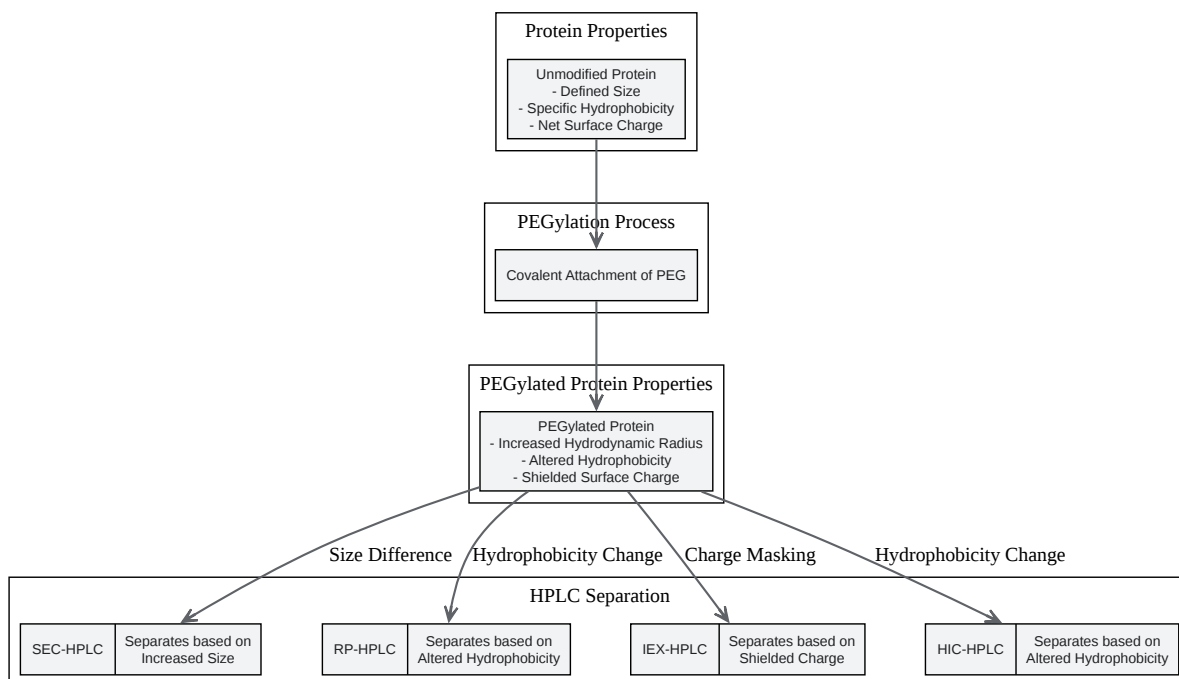 Protein Properties
Unmodified Protein
- Defined Size
- Specific Hydrophobicity
- Net Surface Charge
PEGylation Process
Covalent Attachment of PEG
PEGylated Protein Properties
PEGylated Protein
- Increased Hydrodynamic Radius
- Altered Hydrophobicity
- Shielded Surface Charge
Size Difference
Hydrophobicity Change
Charge Masking
Hydrophobicity Change
HPLC Separation
SEC-HPLC
Separates based on
Increased Size
RP-HPLC
Separates based on
Altered Hydrophobicity
IEX-HPLC
Separates based on
Shielded Charge
HIC-HPLC
Separates based on
Altered Hydrophobicity